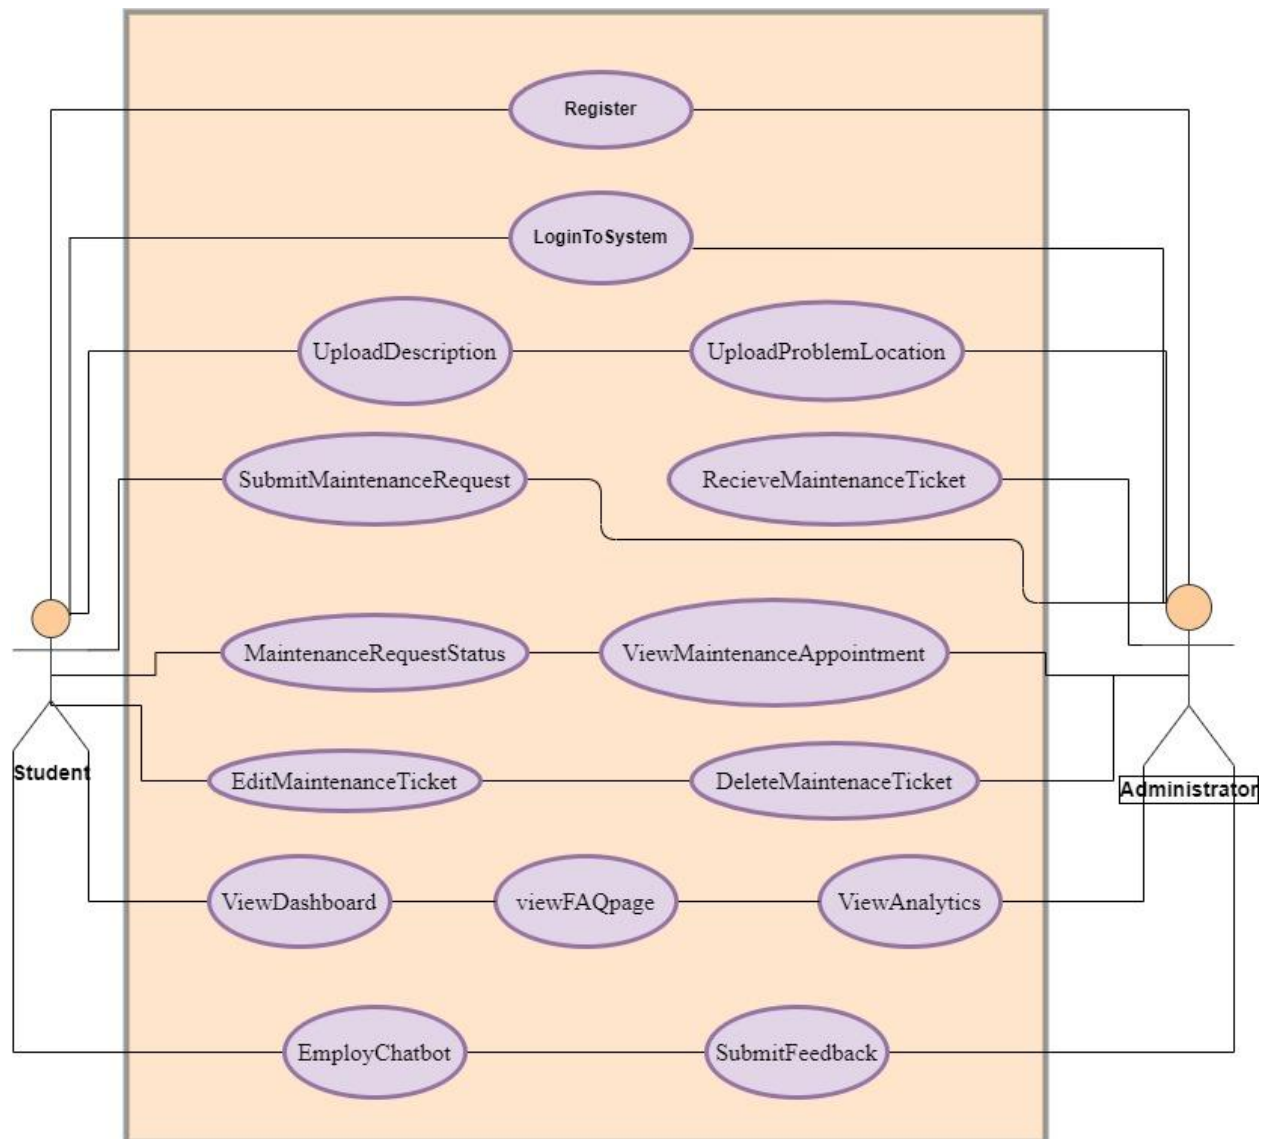 Register
LoginToSystem
UploadDescription
UploadProblemLocation
SubmitMaintenanceRequest
RecieveMaintenanceTicket
MaintenanceRequestStatus
ViewMaintenanceAppointment
Student
EditMaintenanceTicket
DeleteMaintenaceTicket
Administrator
ViewDashboard
viewFAQpage
ViewAnalytics
EmployChatbot
SubmitFeedback